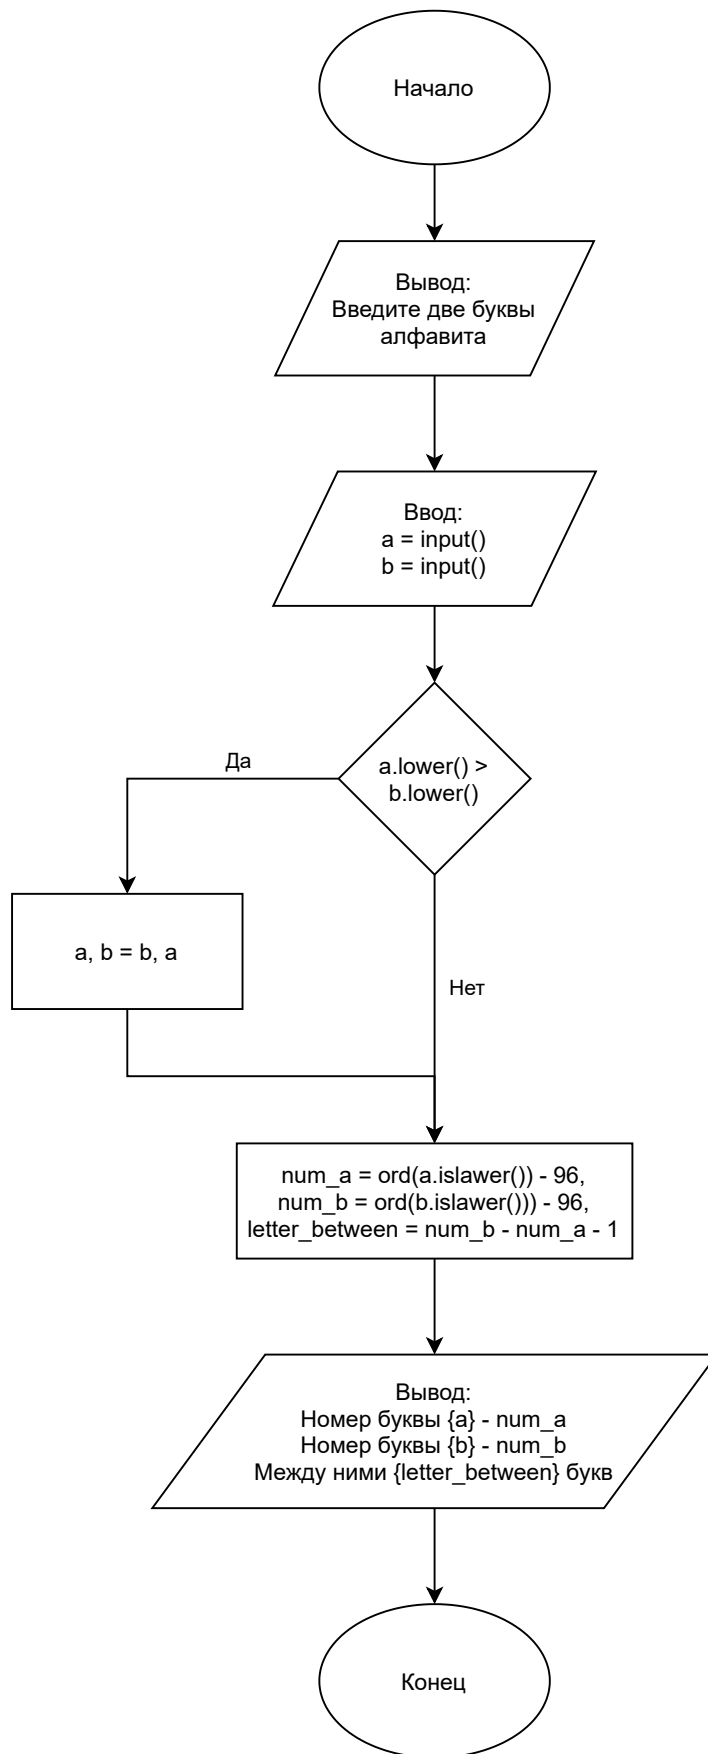 Начало
Вывод:
Введите две буквы
алфавита
Ввод:
a = input()
b = input()
a.lower() >
b.lower()
Да
a, b = b, a
Нет
num_a = ord(a.islawer()) - 96,
num_b = ord(b.islawer())) - 96,
letter_between = num_b - num_a - 1
Вывод:
Номер буквы {a} - num_a
Номер буквы {b} - num_b
Между ними {letter_between} букв
Конец